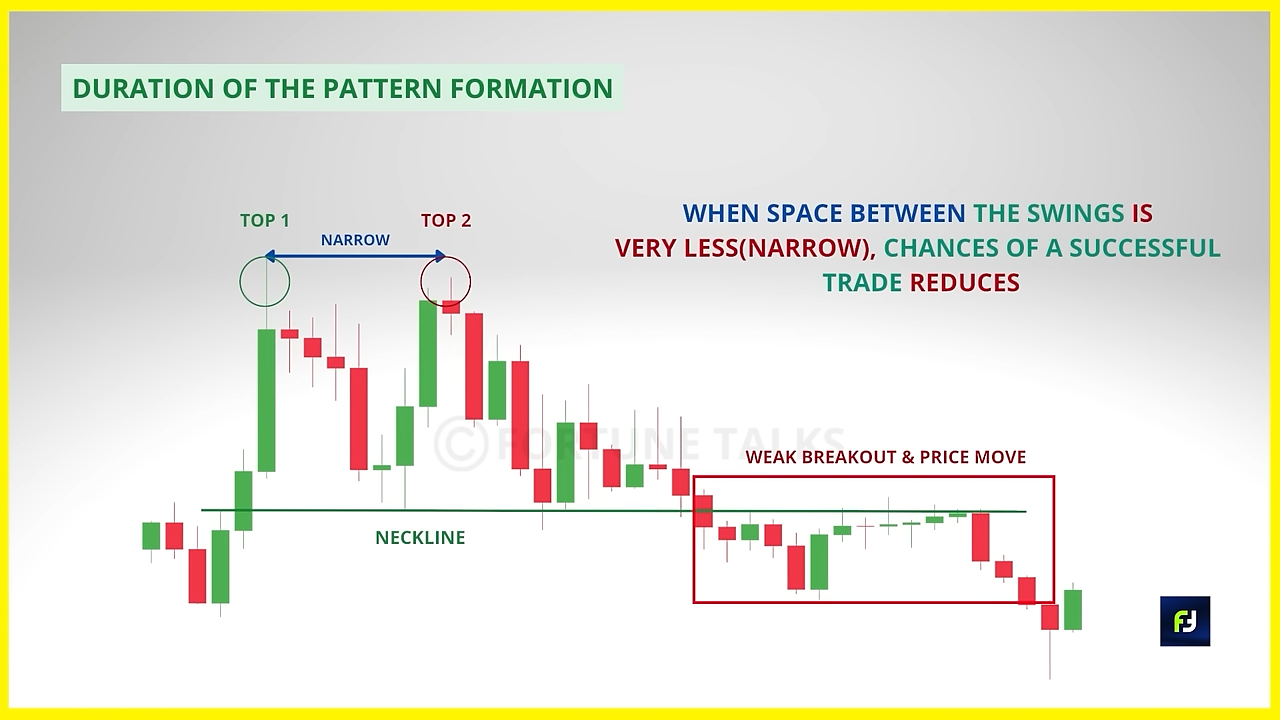 DURATION OF THE PATTERN FORMATION
WHEN SPACE BETWEEN THE SWINGS IS
VERY LESS(NARROW), CHANCES OF A SUCCESSFUL
TRADE REDUCES
TOP 1
TOP 2
NARROW
© FORTUNE TALKS
WEAK BREAKOUT & PRICE MOVE
NECKLINE